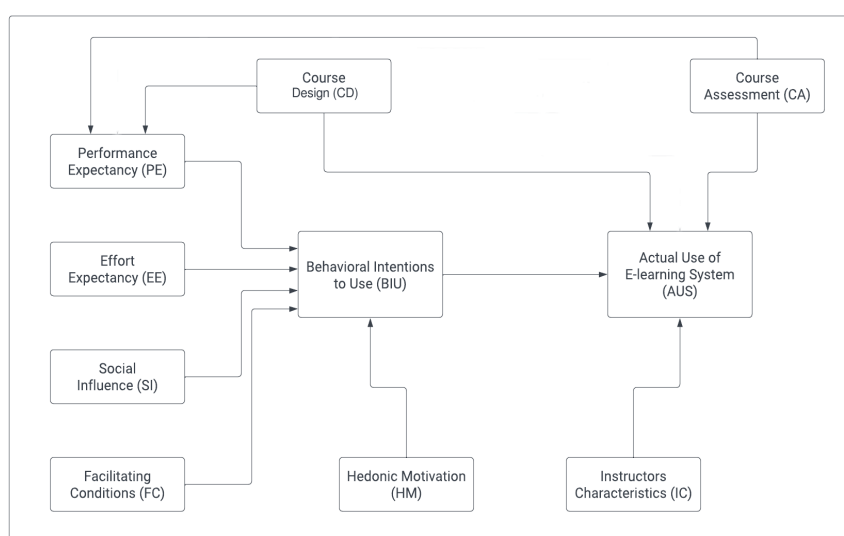 Course
Design (CD)
Course
Assessment (CA)
Performance
Expectancy (PE)
Effort
Expectancy (EE)
Behavioral Intentions
to Use (BIU)
Actual Use of
E-learning System
(AUS)
Social
Influence (SI)
Facilitating
Conditions (FC)
Hedonic Motivation
(HM)
Instructors
Characteristics (IC)